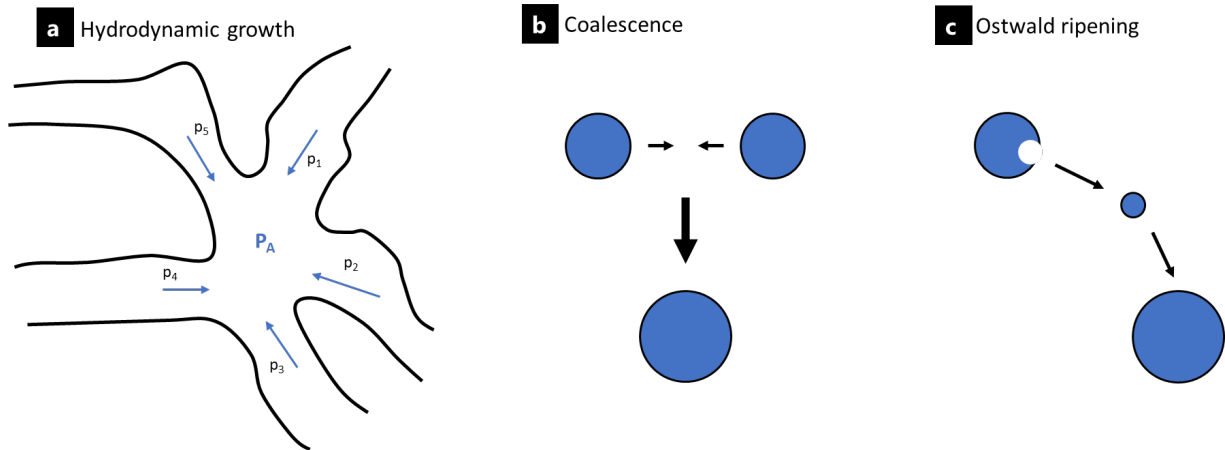 a Hydrodynamic growth
b Coalescence
c Ostwald ripening
p5
p1
PA
p2
p4
p3